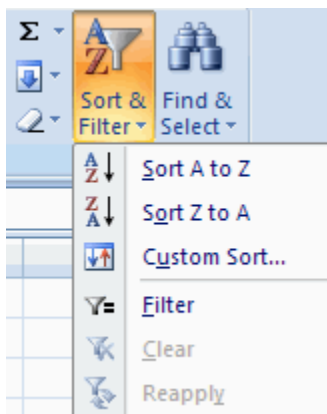 Σ
A
Z
Sort & Find &
Filter Select
A
Z
Sort A to Z
Z
A
Sort Z to A
Custom Sort...
Filter
Clear
Reapply